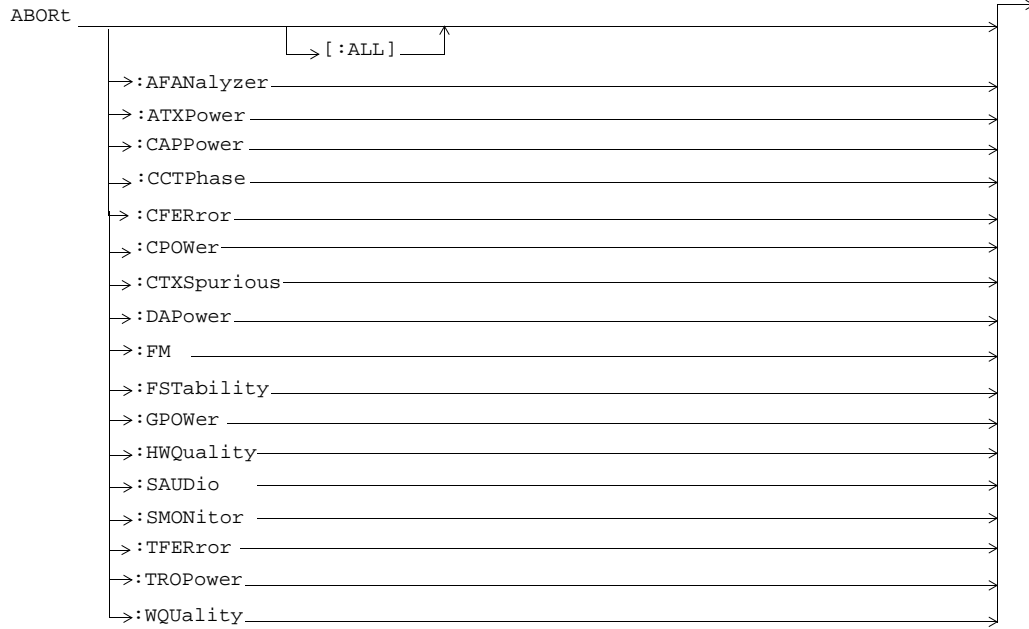 ABORt
[:ALL]
:AFANalyzer
:ATXPower
:CAPPower
:CCTPhase
:CFERror
:CPOWer
:CTXSpurious
:DAPower
:FM
:FSTability
:GPOWer
:HWQuality
:SAUDio
:SMONitor
:TFERror
:TROPower
:WQUality